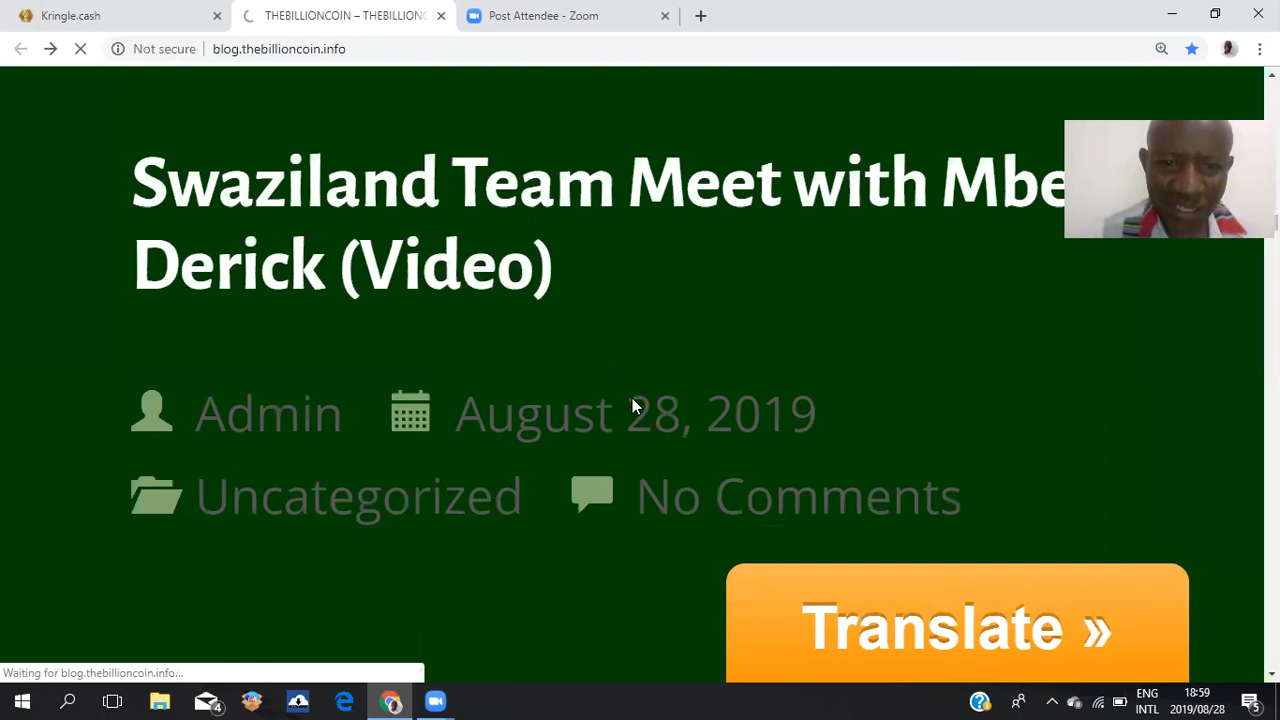 Kringle.cash
THEBILLIONCOIN – THEBILLIONC
Post Attendee - Zoom
Not secure
blog.thebillioncoin.info
Swaziland Team Meet with Mbe
Derick (Video)
Admin
August 28, 2019
Uncategorized
No Comments
Translate »
Waiting for blog.thebillioncoin.info...
4
ENG
INTL
18:59
2019/08/28
5